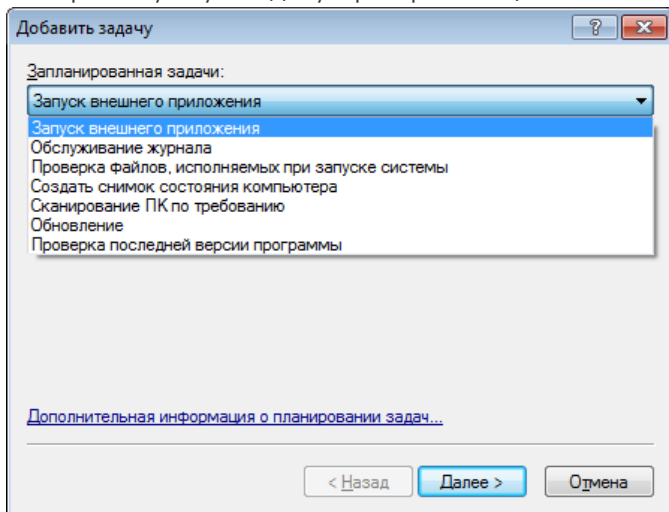 Добавить задачу
Запланированная задачи:
Запуск внешнего приложения
Запуск внешнего приложения
Обслуживание журнала
Проверка файлов, исполняемых при запуске системы
Создать снимок состояния компьютера
Сканирование ПК по требованию
Обновление
Проверка последней версии программы
Дополнительная информация о планировании задач...
< Назад
Далее >
Отмена